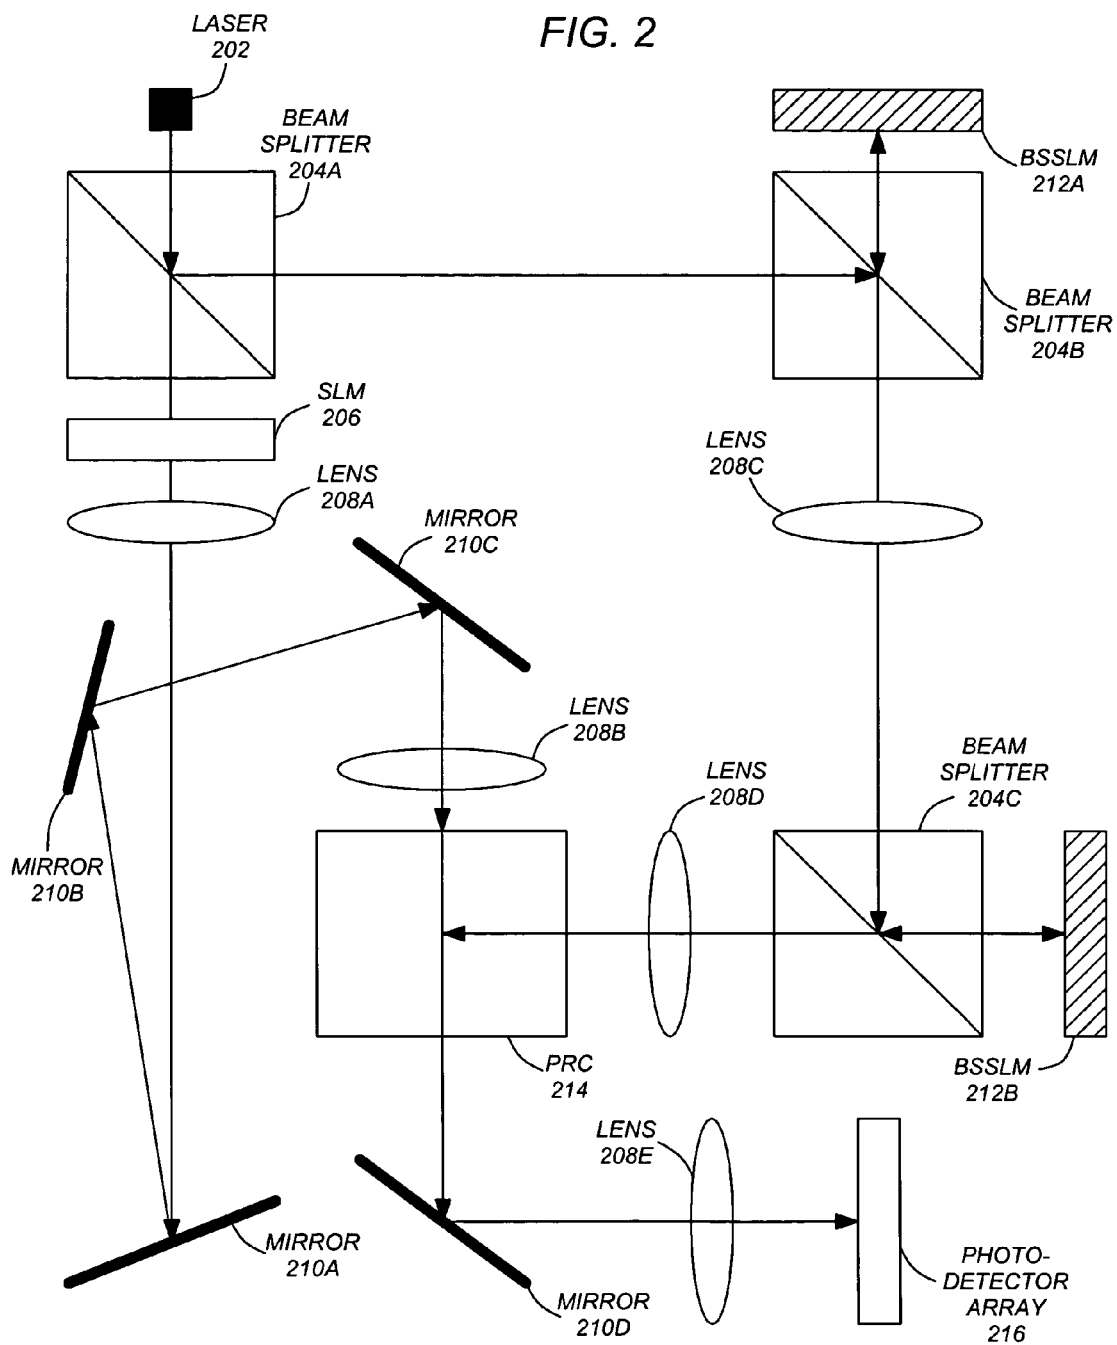 FIG. 2
LASER
202
BEAM
SPLITTER
204A
BSSLM
212A
BEAM
SPLITTER
204B
SLM
206
LENS
208A
LENS
208C
MIRROR
210C
LENS
208B
LENS
208D
BEAM
SPLITTER
204C
MIRROR
210B
PRC
214
BSSLM
212B
LENS
208E
MIRROR
210A
MIRROR
210D
PHOTO-
DETECTOR
ARRAY
216